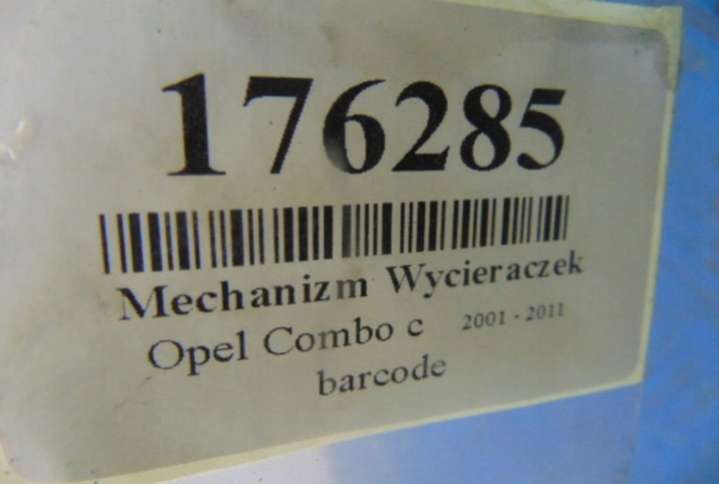 176285
Mechanizm Wycieraczek
Opel Combo c 2001 - 2011
barcode